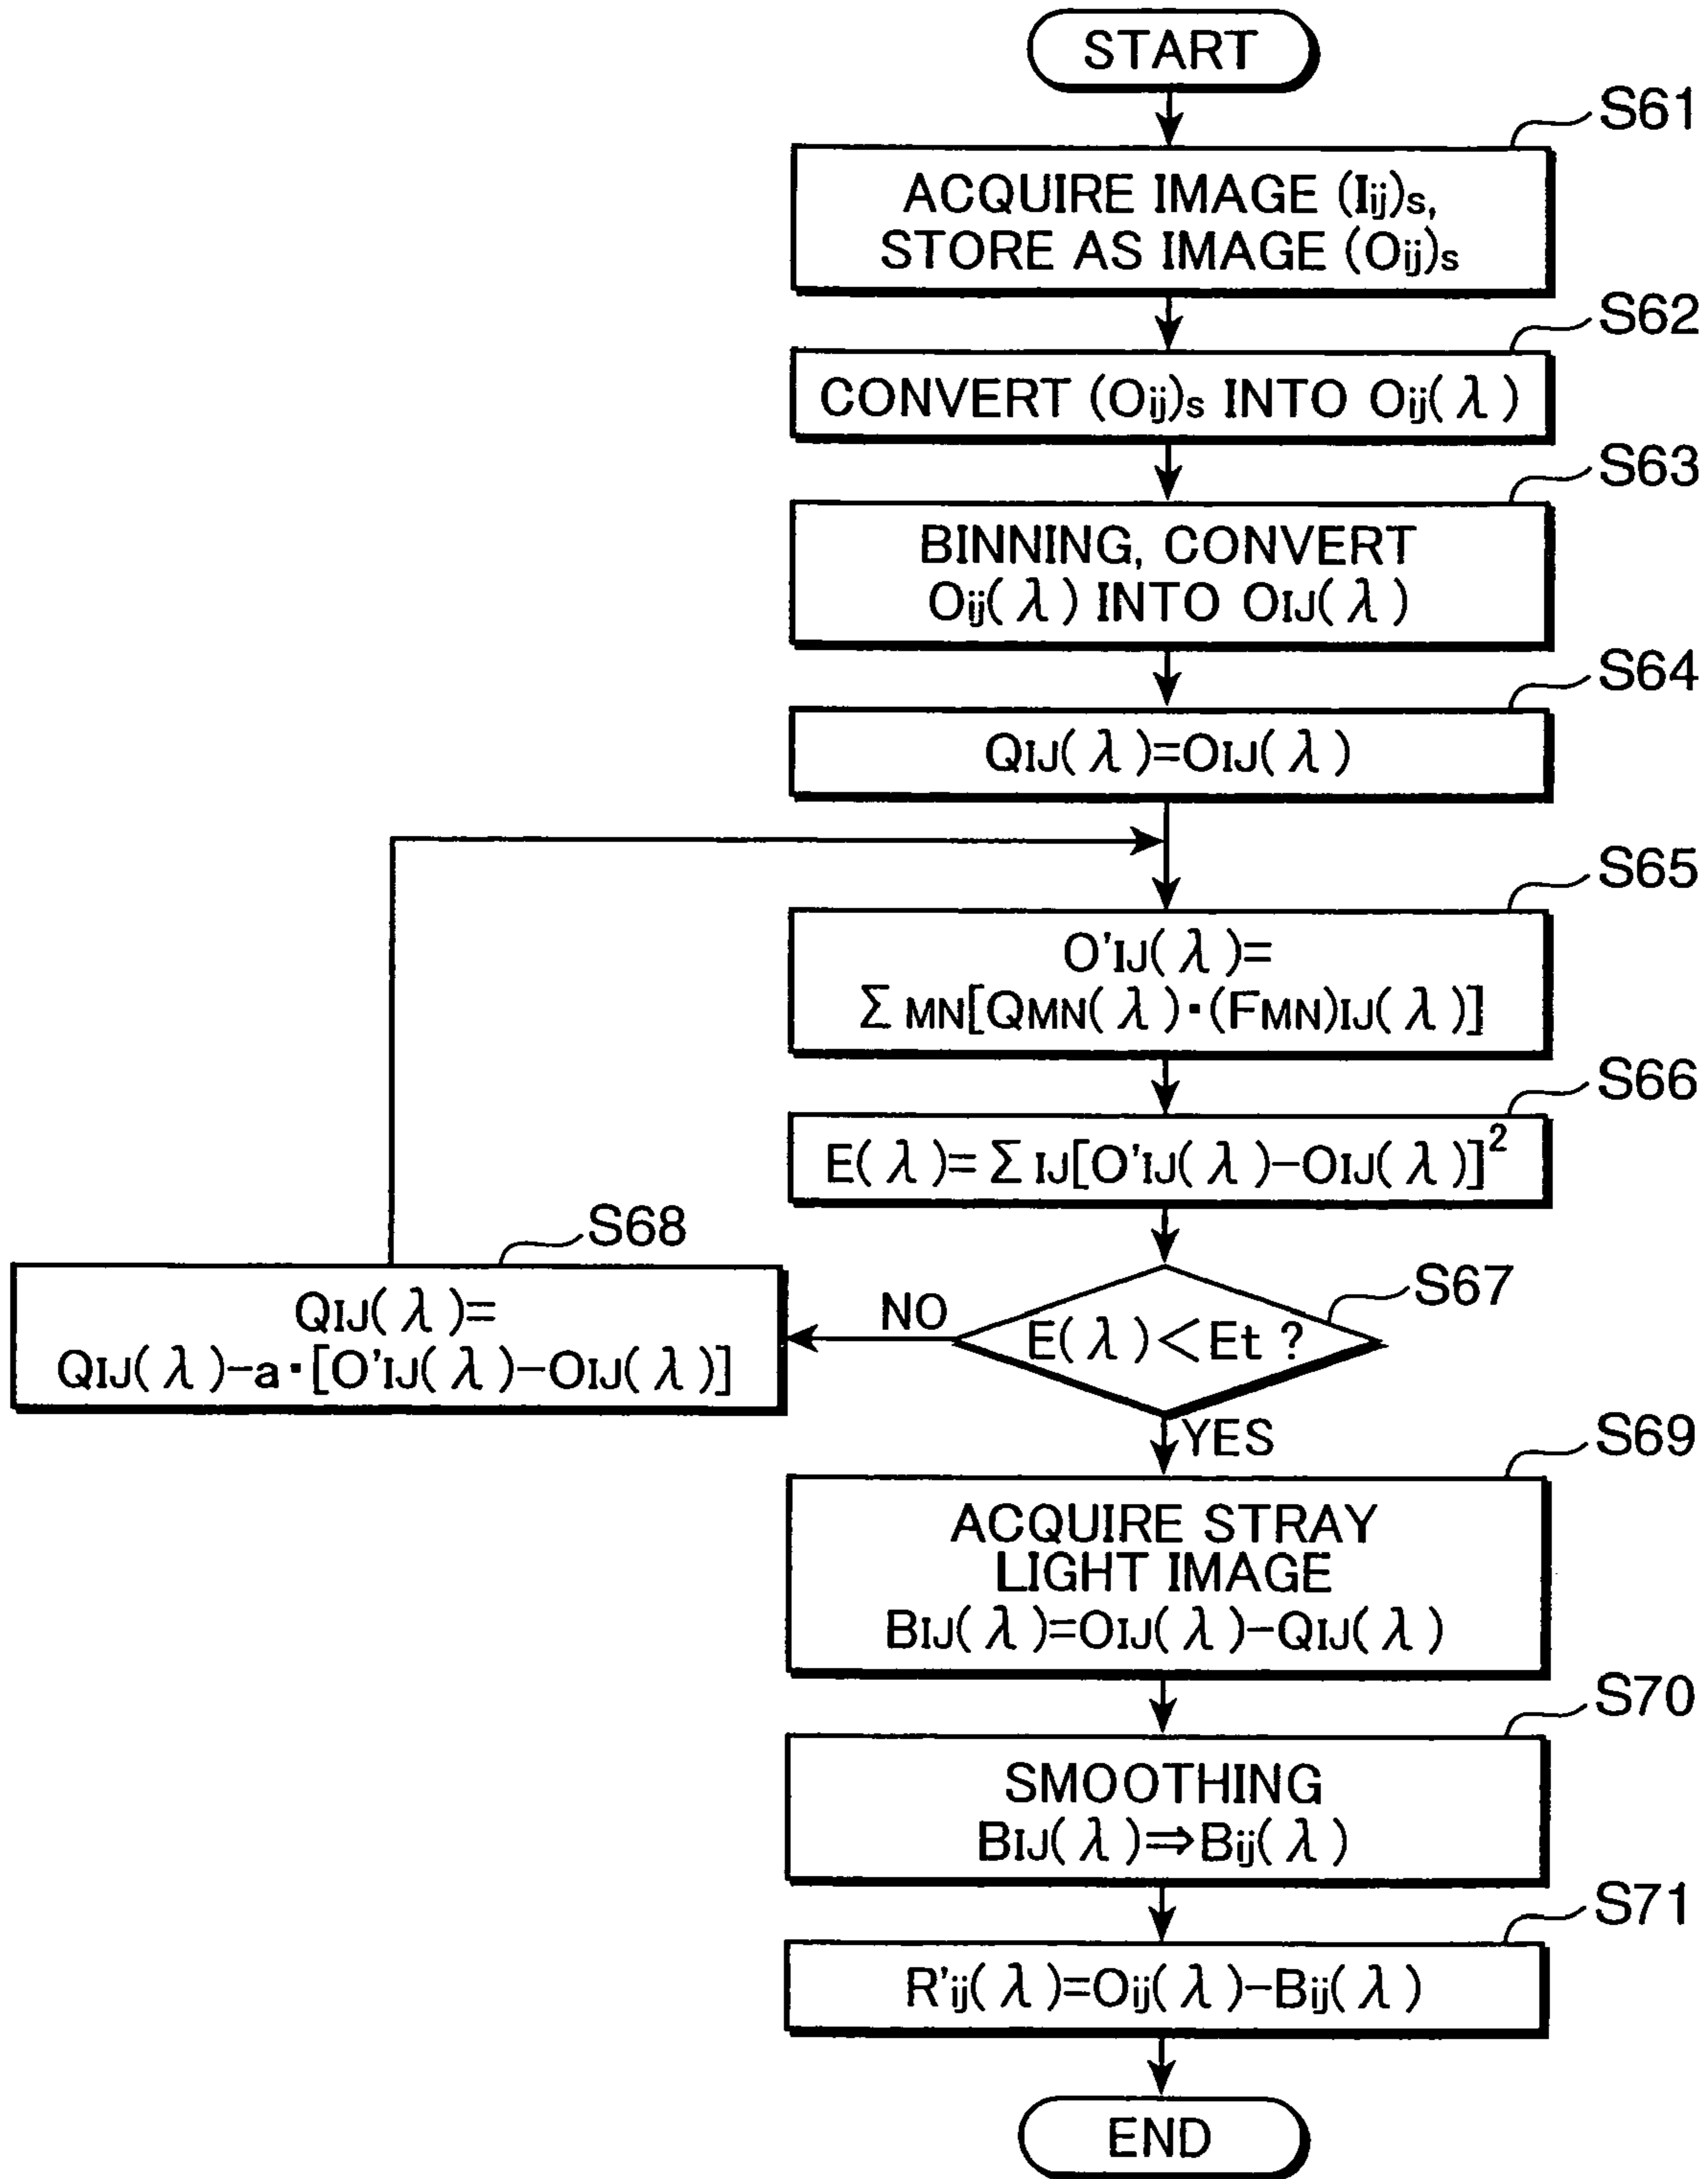 START
S61
ACQUIRE IMAGE (Iij)s,
STORE AS IMAGE (Oij)s
S62
CONVERT (Oij)s INTO Oij(λ)
S63
BINNING, CONVERT
Oij(λ) INTO OIJ(λ)
S64
QIJ(λ)=OIJ(λ)
S65
O'IJ(λ)=
Σ MN[QMN(λ)·(FMN)IJ(λ)]
S66
E(λ)=Σ IJ[O'IJ(λ)-OIJ(λ)]²
S67
E(λ)<Et ?
NO
S68
QIJ(λ)=
QIJ(λ)-a·[O'IJ(λ)-OIJ(λ)]
YES
S69
ACQUIRE STRAY
LIGHT IMAGE
BIJ(λ)=OIJ(λ)-QIJ(λ)
S70
SMOOTHING
BIJ(λ)⇒Bij(λ)
S71
R'ij(λ)=Oij(λ)-Bij(λ)
END